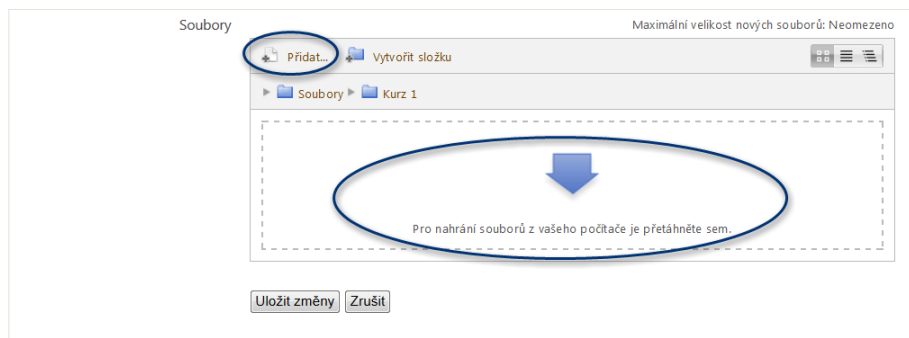 Soubory
Maximální velikost nových souborů: Neomezeno
Přidat... Vytvořit složku
Soubory Kurz 1
Pro nahrání souborů z vašeho počítače je přetáhněte sem.
Uložit změny Zrušit